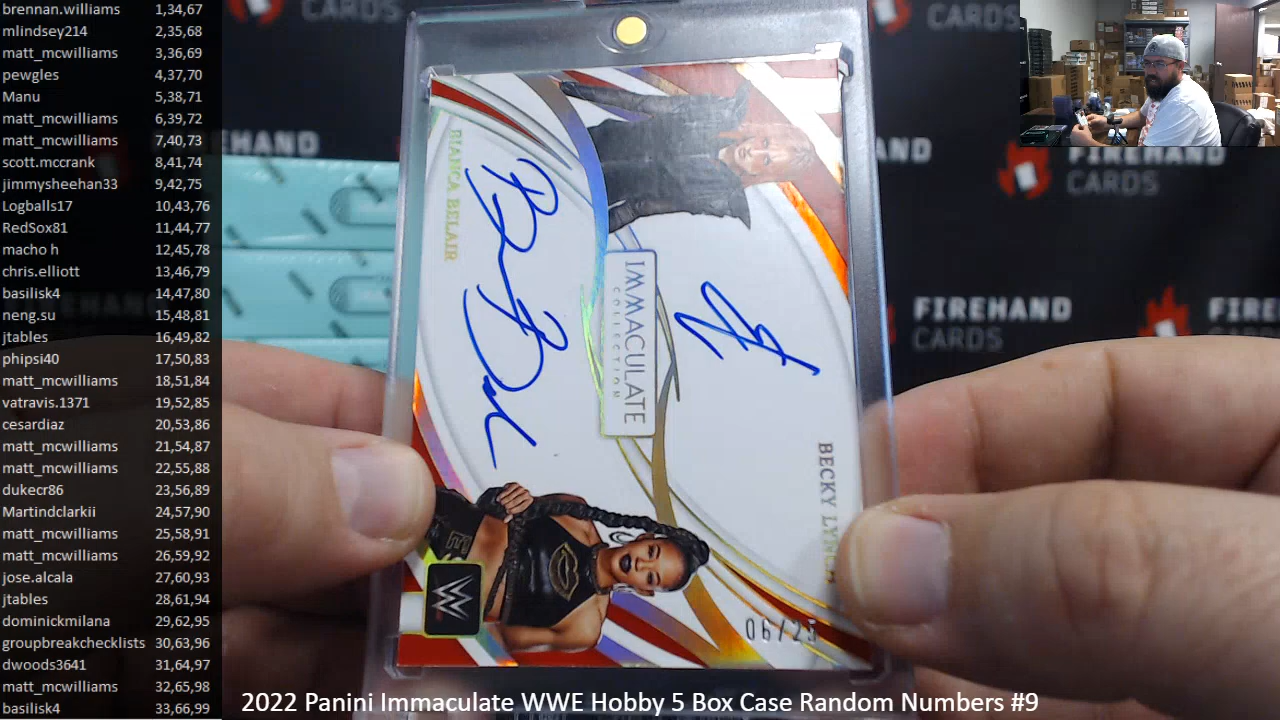 brennan.williams 1,34,67
mlindsey214 2,35,68
matt_mcwilliams 3,36,69
pewgles 4,37,70
Manu 5,38,71
matt_mcwilliams 6,39,72
matt_mcwilliams 7,40,73
scott.mccrank 8,41,74
jimmysheehan33 9,42,75
Logballs17 10,43,76
RedSox81 11,44,77
macho h 12,45,78
chris.elliott 13,46,79
basilisk4 14,47,80
neng.su 15,48,81
jtables 16,49,82
phipsi40 17,50,83
matt_mcwilliams 18,51,84
vatravis.1371 19,52,85
cesardiaz 20,53,86
matt_mcwilliams 21,54,87
matt_mcwilliams 22,55,88
dukecr86 23,56,89
Martindclarkii 24,57,90
matt_mcwilliams 25,58,91
matt_mcwilliams 26,59,92
jose.alcala 27,60,93
jtables 28,61,94
dominickmilana 29,62,95
groupbreakchecklists 30,63,96
dwoods3641 31,64,97
matt_mcwilliams 32,65,98
basilisk4 33,66,99
CARDS
CARDS
FIREHAND
CARDS
FIREHAND
CARDS
FIREHAND
CARDS
BIANCA BELAIR
IMMACULATE
COLLECTION
BECKY LYNCH
06/25
W
2022 Panini Immaculate WWE Hobby 5 Box Case Random Numbers #9